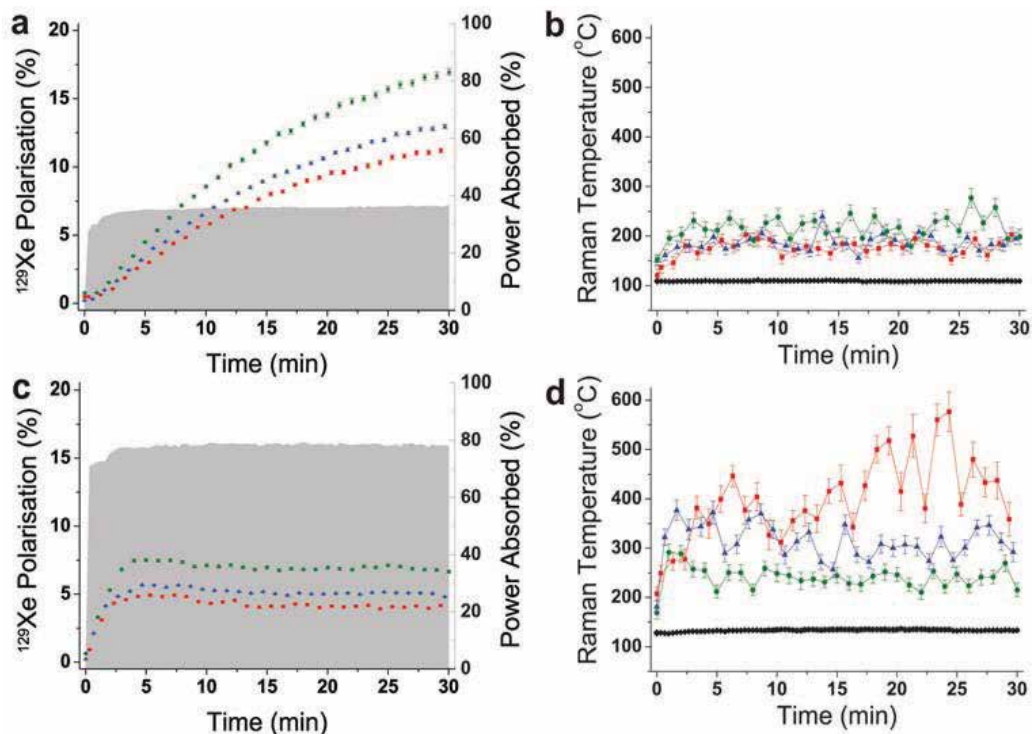 a
20
15
10
5
0
¹²⁹Xe Polarisation (%)
100
80
60
40
20
0
Power Absorbed (%)
0 5 10 15 20 25 30
Time (min)
b
600
500
400
300
200
100
Raman Temperature (°C)
0 5 10 15 20 25 30
Time (min)
c
20
15
10
5
0
¹²⁹Xe Polarisation (%)
100
80
60
40
20
0
Power Absorbed (%)
0 5 10 15 20 25 30
Time (min)
d
600
500
400
300
200
100
Raman Temperature (°C)
0 5 10 15 20 25 30
Time (min)